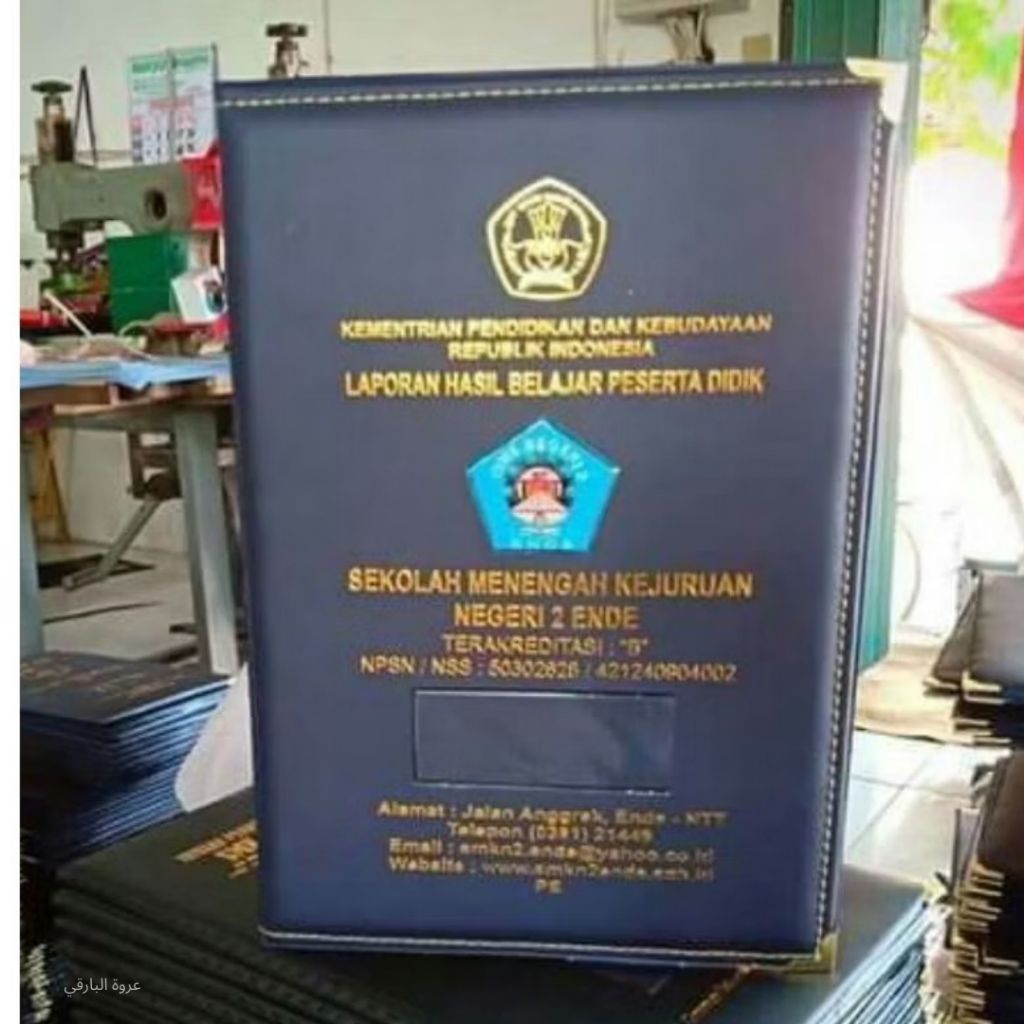 KEMENTRIAN PENDIDIKAN DAN KEBUDAYAAN
REPUBLIK INDONESIA
LAPORAN HASIL BELAJAR PESERTA DIDIK
SEKOLAH MENENGAH KEJURUAN
NEGERI 2 ENDE
TERAKREDITASI : "B"
NPSN / NSS : 50302626 / 421240904002
Alamat : Jalan Anggrek, Ende - NTT
Telepon (0381) 21449
Email : smkn2.ende@yahoo.co.id
Website : www.smkn2ende.sch.id
عروة البارقي